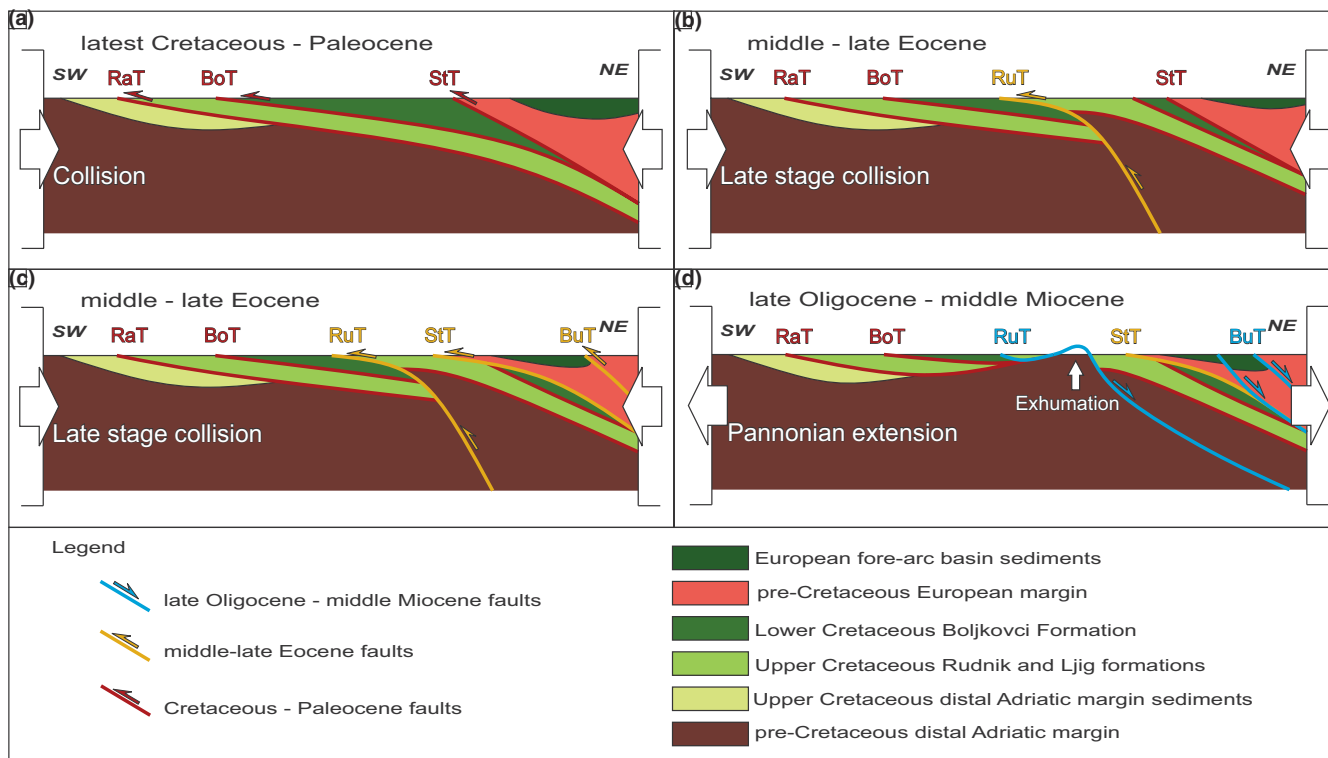 (a)
latest Cretaceous - Paleocene
SW RaT BoT StT NE
Collision
(b)
middle - late Eocene
SW RaT BoT RuT StT NE
Late stage collision
(c)
middle - late Eocene
SW RaT BoT RuT StT BuT NE
Late stage collision
(d)
late Oligocene - middle Miocene
SW RaT BoT RuT StT BuT NE
Exhumation
Pannonian extension
Legend
late Oligocene - middle Miocene faults
middle-late Eocene faults
Cretaceous - Paleocene faults
European fore-arc basin sediments
pre-Cretaceous European margin
Lower Cretaceous Boljkovci Formation
Upper Cretaceous Rudnik and Ljig formations
Upper Cretaceous distal Adriatic margin sediments
pre-Cretaceous distal Adriatic margin